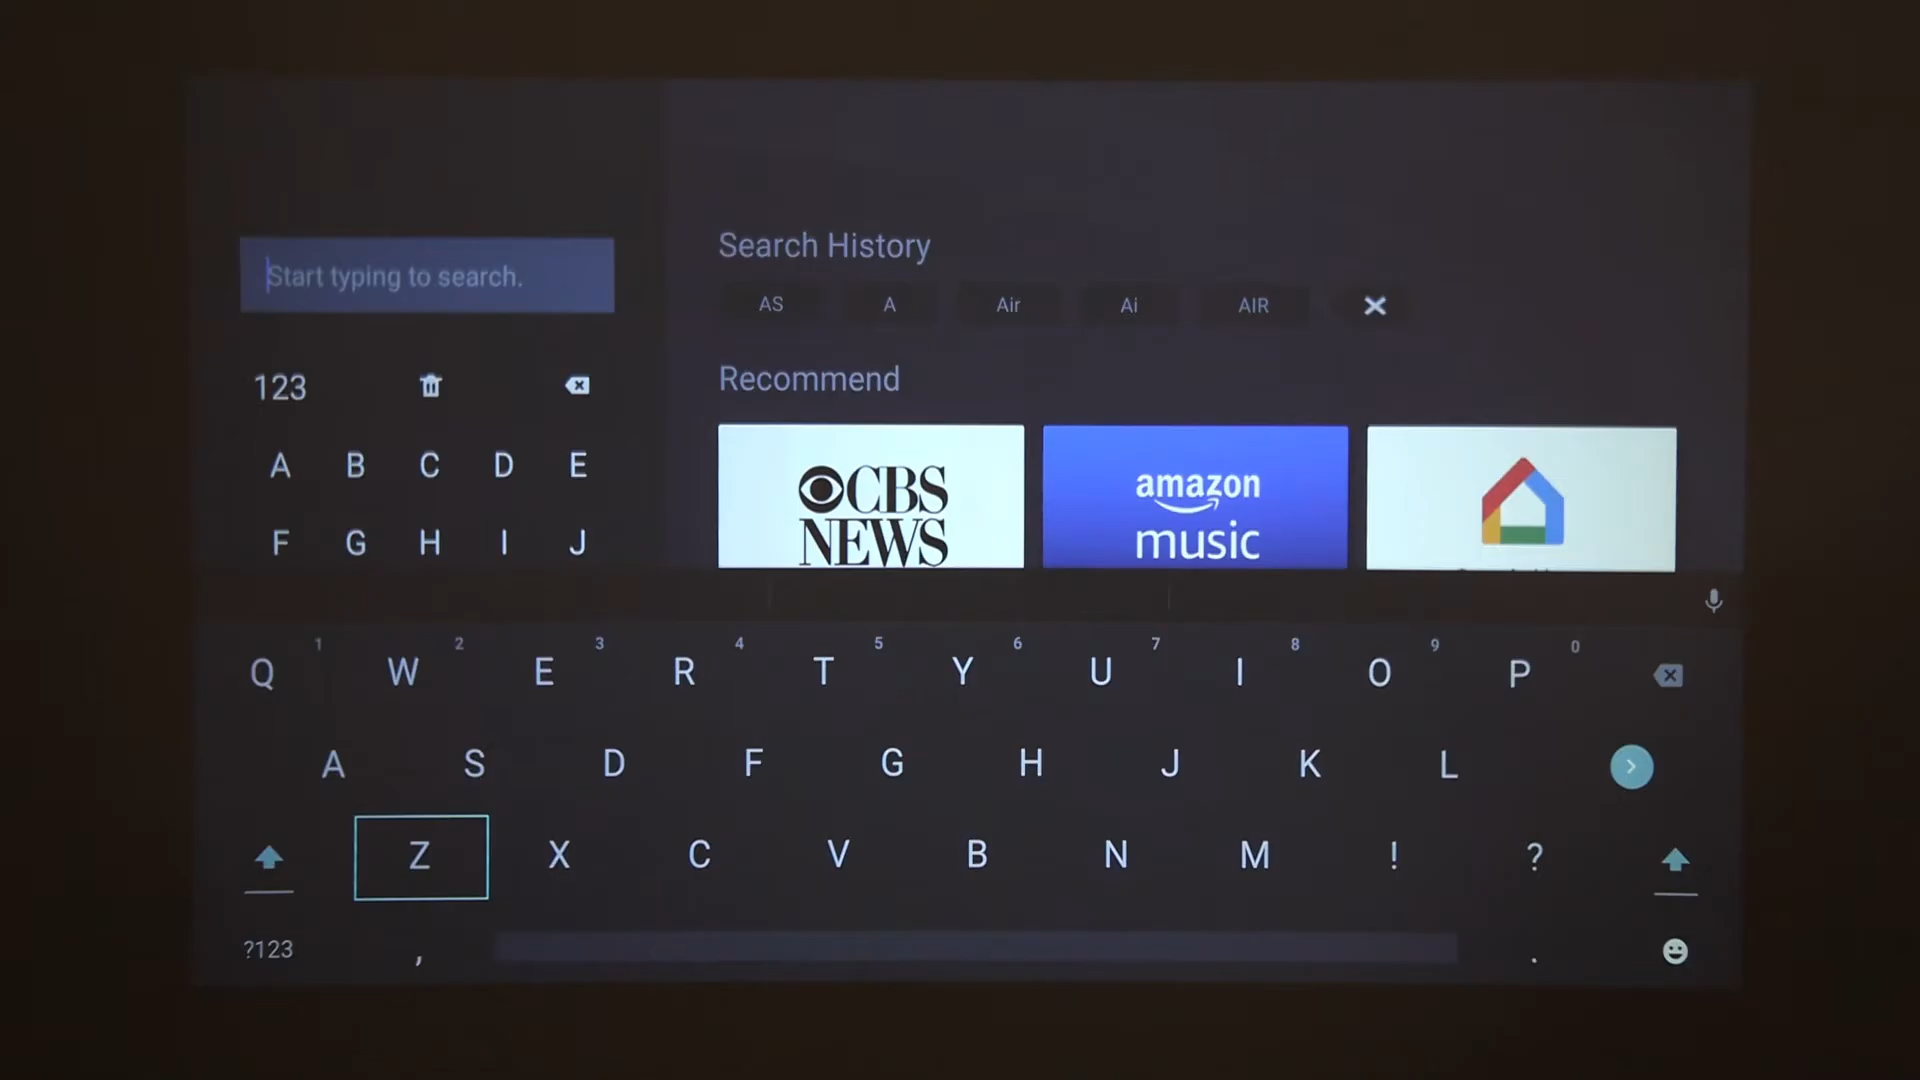 Start typing to search.
Search History
AS A Air Ai AIR
Recommend
CBS NEWS
amazon music
123
A B C D E
F G H I J
1 2 3 4 5 6 7 8 9 0
Q W E R T Y U I O P
A S D F G H J K L
Z X C V B N M ! ?
?123 , .